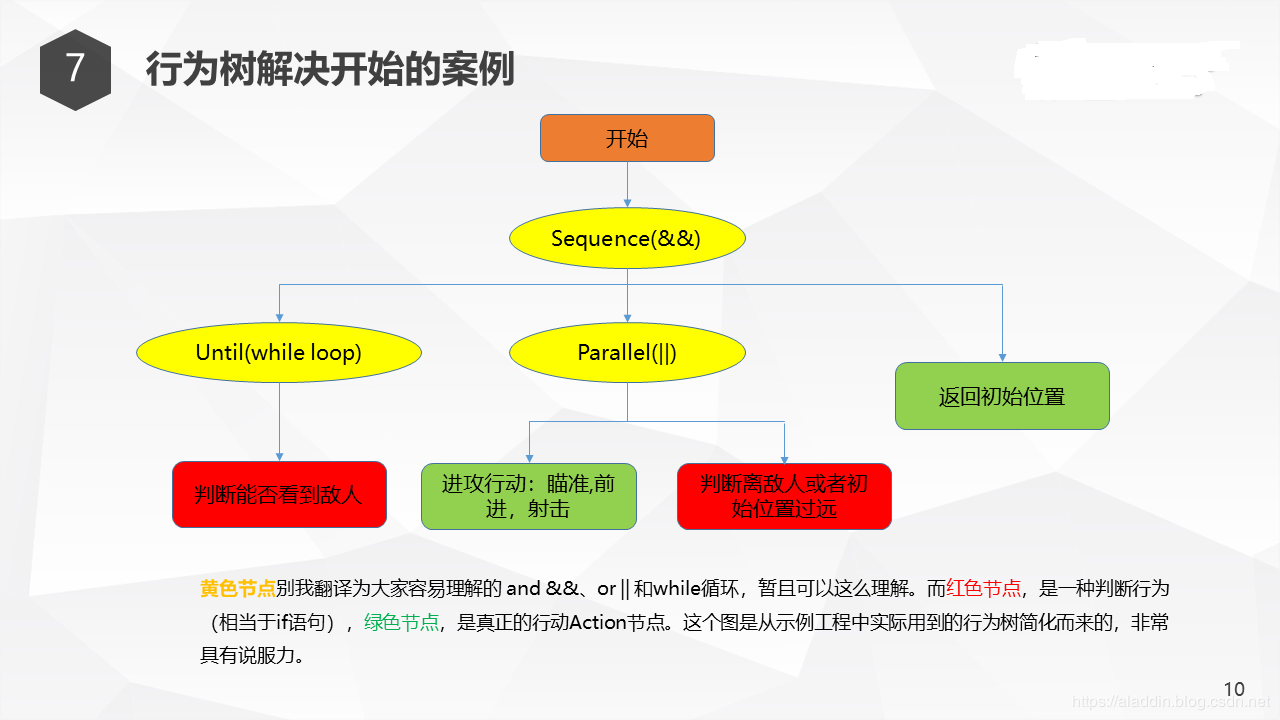 7
行为树解决开始的案例
开始
Sequence(&&)
Until(while loop)
Parallel(||)
返回初始位置
判断能否看到敌人
进攻行动：瞄准,前
进，射击
判断离敌人或者初
始位置过远
黄色节点别我翻译为大家容易理解的 and &&、or || 和while循环，暂且可以这么理解。而红色节点，是一种判断行为
（相当于if语句），绿色节点，是真正的行动Action节点。这个图是从示例工程中实际用到的行为树简化而来的，非常
具有说服力。
10
https://aladdin.blog.csdn.net